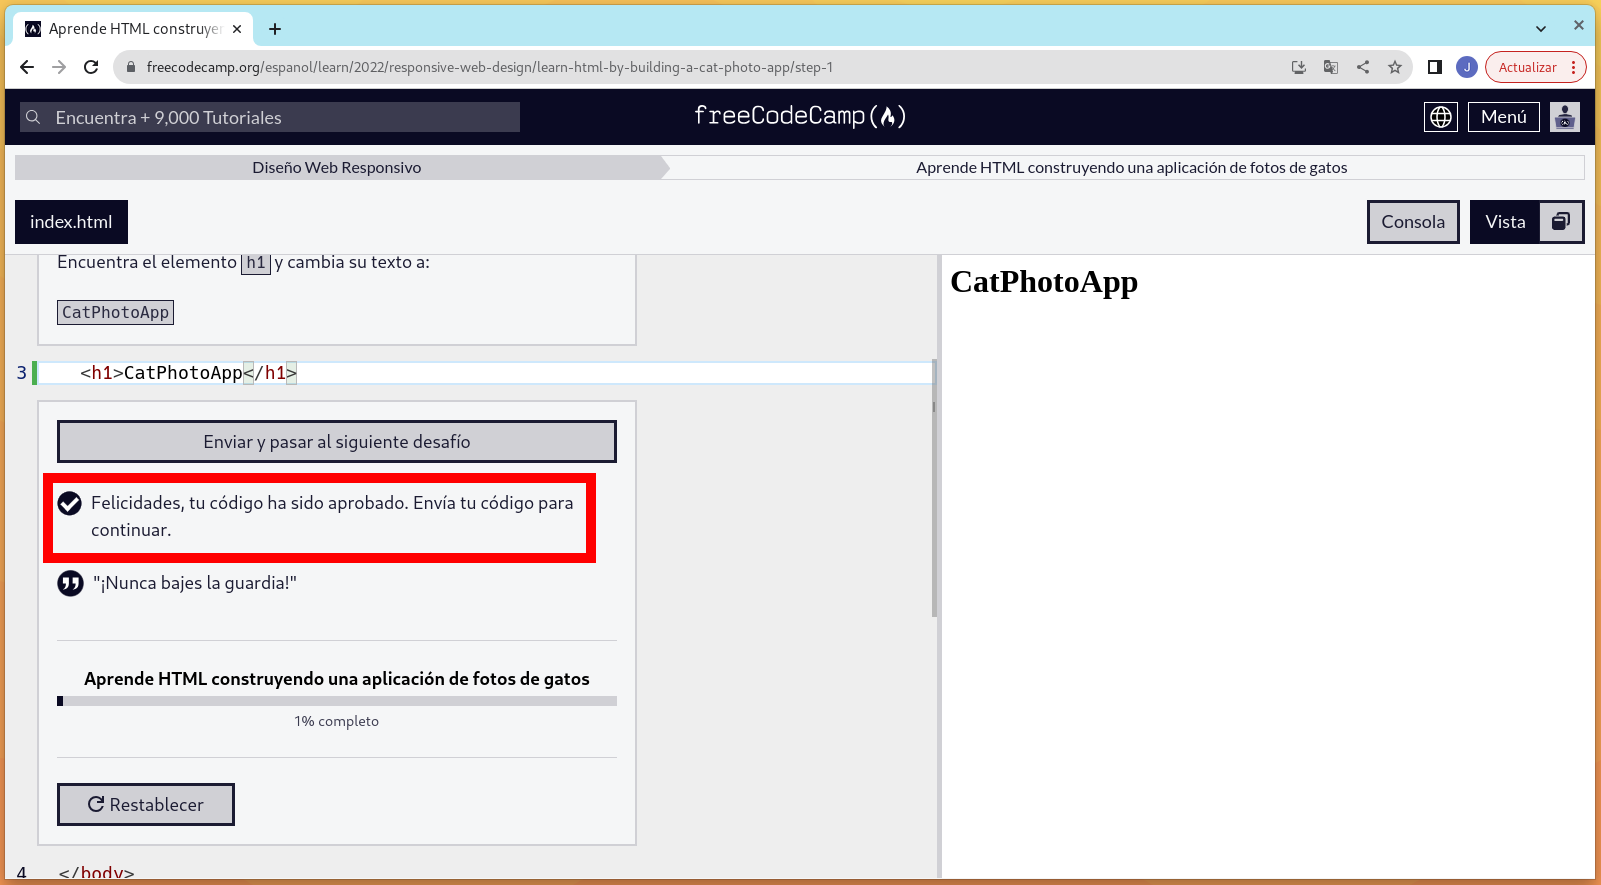 Aprende HTML construye
freecodecamp.org/espanol/learn/2022/responsive-web-design/learn-html-by-building-a-cat-photo-app/step-1
J
Actualizar
Encuentra + 9,000 Tutoriales
freeCodeCamp
Menú
Diseño Web Responsivo
Aprende HTML construyendo una aplicación de fotos de gatos
index.html
Consola
Vista
Encuentra el elemento h1 y cambia su texto a:
CatPhotoApp
3 <h1>CatPhotoApp</h1>
Enviar y pasar al siguiente desafío
Felicidades, tu código ha sido aprobado. Envía tu código para
continuar.
"¡Nunca bajes la guardia!"
Aprende HTML construyendo una aplicación de fotos de gatos
1% completo
Restablecer
4 </body>
CatPhotoApp